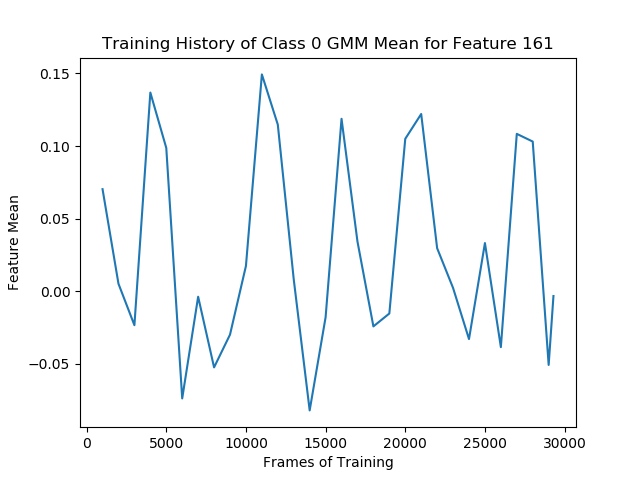 Training History of Class 0 GMM Mean for Feature 161
0.15
0.10
0.05
0.00
−0.05
Feature Mean
0 5000 10000 15000 20000 25000 30000
Frames of Training